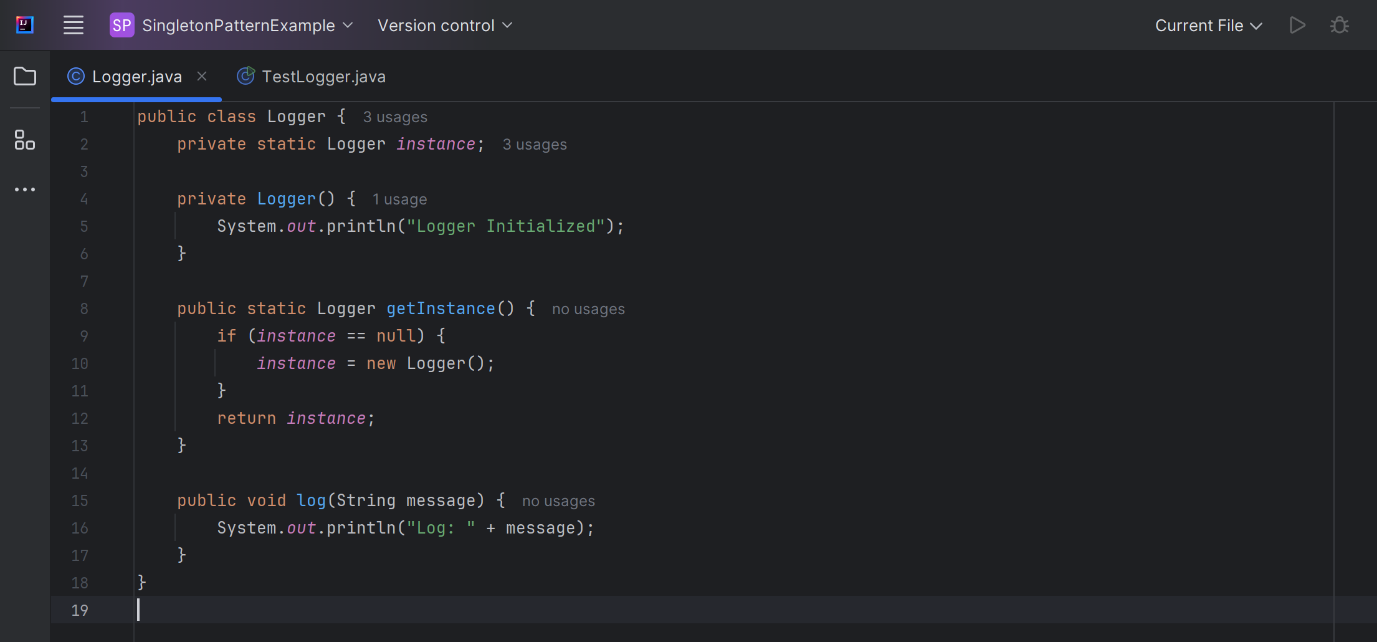 SP SingletonPatternExample Version control Current File
Logger.java TestLogger.java
1 public class Logger { 3 usages
2     private static Logger instance; 3 usages
3
4     private Logger() { 1 usage
5         System.out.println("Logger Initialized");
6     }
7
8     public static Logger getInstance() { no usages
9         if (instance == null) {
10             instance = new Logger();
11         }
12         return instance;
13     }
14
15     public void log(String message) { no usages
16         System.out.println("Log: " + message);
17     }
18 }
19